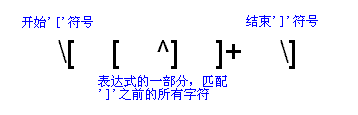 开始'['符号 结束']'符号
\[ [ ^] ]+ \]
表达式的一部分，匹配
']'之前的所有字符